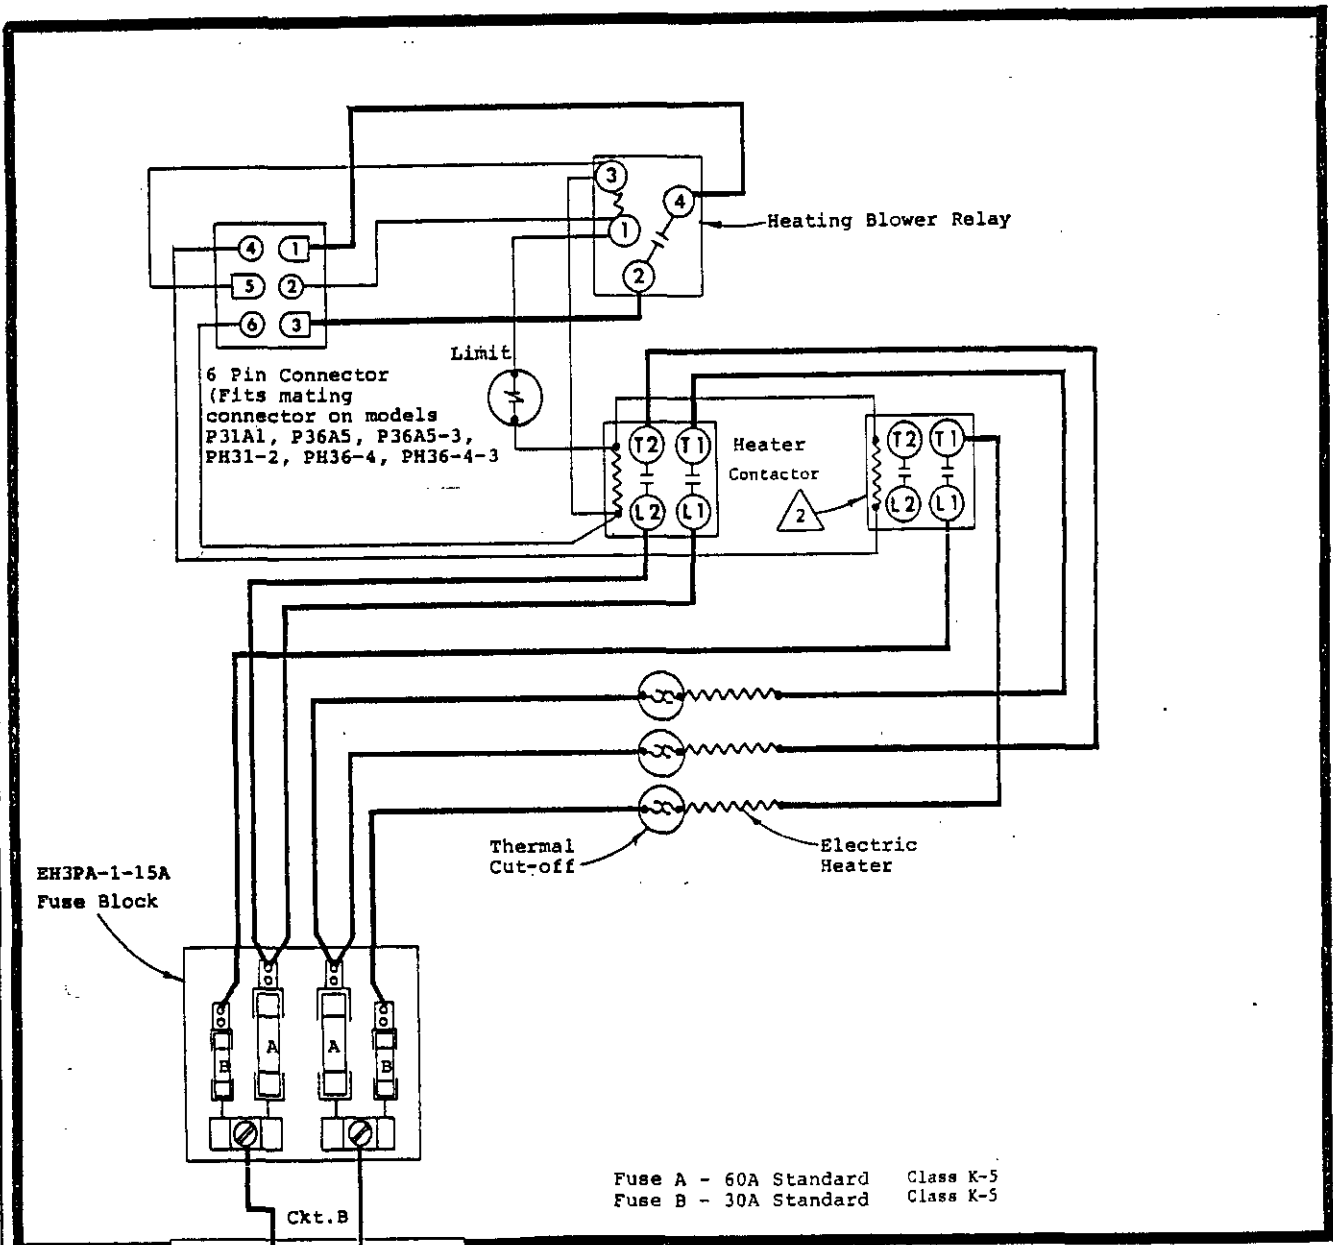 3
4
1
2
Heating Blower Relay
4 1
5 2
6 3
Limit
6 Pin Connector
(Fits mating
connector on models
P31A1, P36A5, P36A5-3,
PH31-2, PH36-4, PH36-4-3
T2 T1
L2 L1
Heater
Contactor
2
T2 T1
L2 L1
Thermal
Cut-off
Electric
Heater
EH3PA-1-15A
Fuse Block
B A A B
Fuse A - 60A Standard Class K-5
Fuse B - 30A Standard Class K-5
Ckt.B